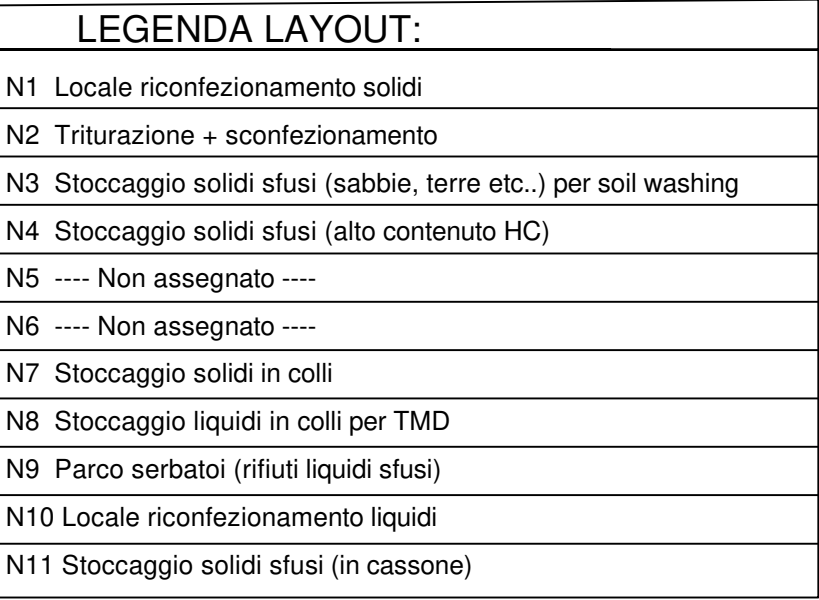 LEGENDA LAYOUT:
N1 Locale riconfezionamento solidi
N2 Triturazione + sconfezionamento
N3 Stoccaggio solidi sfusi (sabbie, terre etc..) per soil washing
N4 Stoccaggio solidi sfusi (alto contenuto HC)
N5 ---- Non assegnato ----
N6 ---- Non assegnato ----
N7 Stoccaggio solidi in colli
N8 Stoccaggio liquidi in colli per TMD
N9 Parco serbatoi (rifiuti liquidi sfusi)
N10 Locale riconfezionamento liquidi
N11 Stoccaggio solidi sfusi (in cassone)